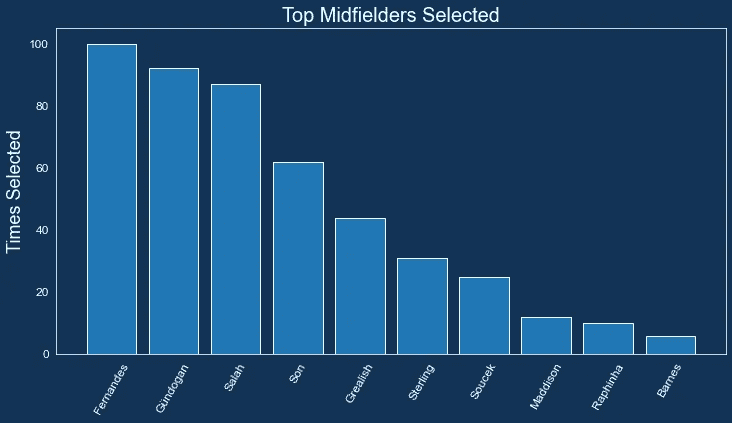 Top Midfielders Selected
Times Selected
100
80
60
40
20
0
Fernandes
Gündogan
Salah
Son
Grealish
Sterling
Soucek
Maddison
Raphinha
Barnes